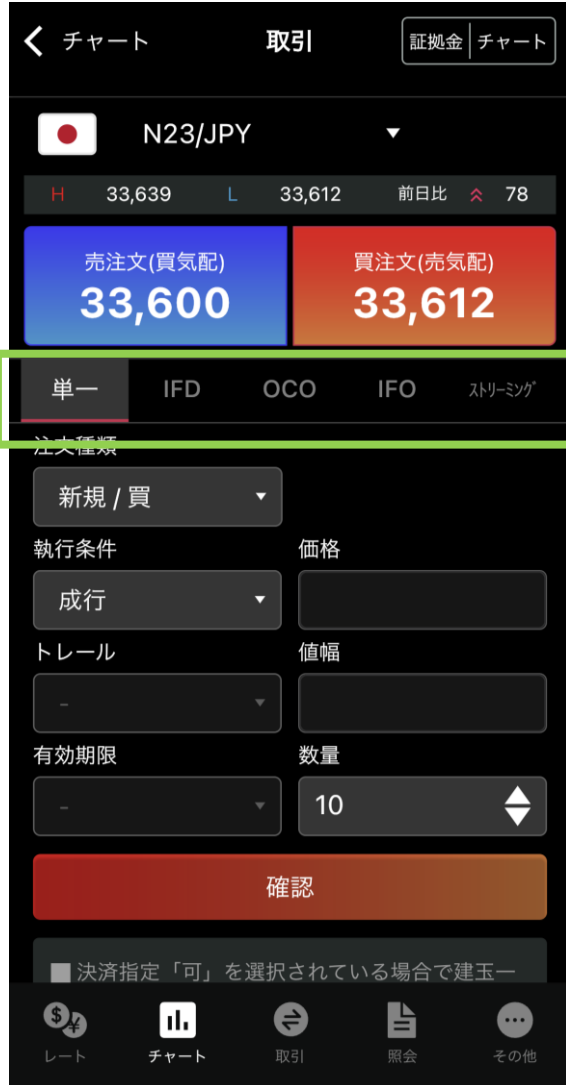 チャート 取引 証拠金 チャート
N23/JPY
H 33,639 L 33,612 前日比 78
売注文(買気配) 買注文(売気配)
33,600 33,612
単一 IFD OCO IFO ｽﾄﾘｰﾐﾝｸﾞ
注文種類
新規 / 買
執行条件 価格
成行
トレール 値幅
-
有効期限 数量
- 10
確認
■決済指定「可」を選択されている場合で建玉一
レート チャート 取引 照会 その他